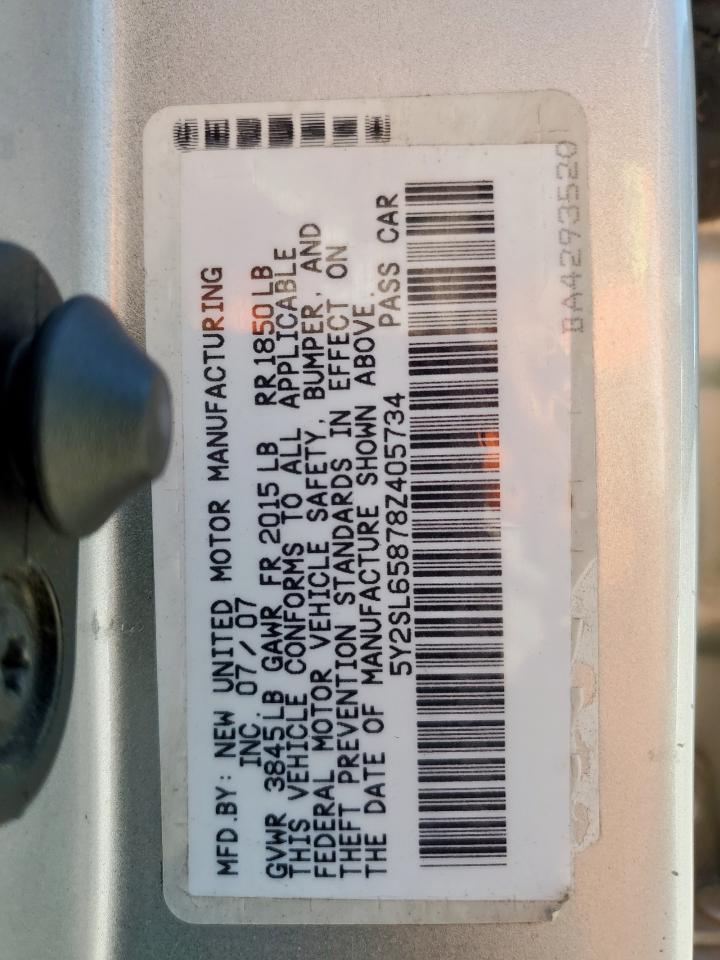 MFD.BY: NEW UNITED MOTOR MANUFACTURING
INC. 07/07
GVWR 3845LB GAWR FR 2015LB RR 1850LB
THIS VEHICLE CONFORMS TO ALL APPLICABLE
FEDERAL MOTOR VEHICLE SAFETY, BUMPER, AND
THEFT PREVENTION STANDARDS IN EFFECT ON
THE DATE OF MANUFACTURE SHOWN ABOVE.
5Y2SL65878Z405734 PASS CAR
BA4293520